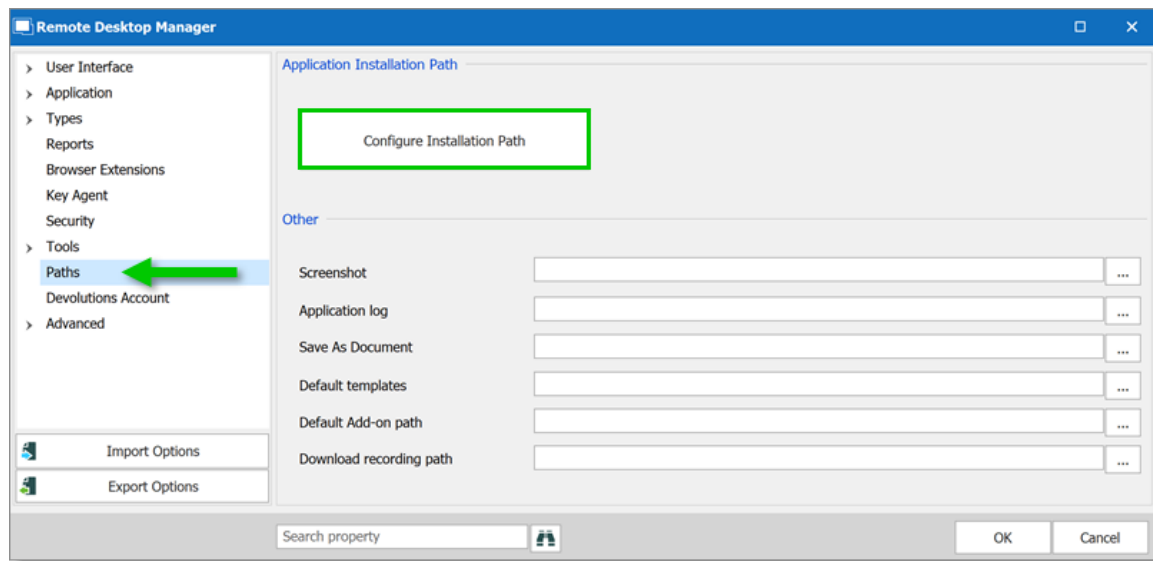 Remote Desktop Manager
User Interface
Application
Types
Reports
Browser Extensions
Key Agent
Security
Tools
Paths
Devolutions Account
Advanced
Import Options
Export Options
Application Installation Path
Configure Installation Path
Other
Screenshot
...
Application log
...
Save As Document
...
Default templates
...
Default Add-on path
...
Download recording path
...
Search property
OK
Cancel